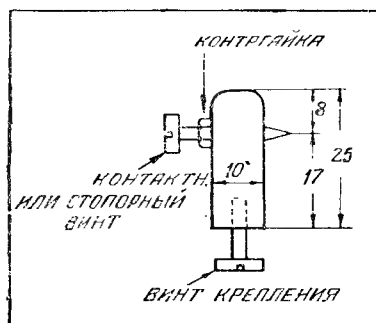 КОНТРГАЙКА
8
10
25
17
КОНТАКТН.
ИЛИ СТОПОРНЫЙ
ВИНТ
ВИНТ КРЕПЛЕНИЯ